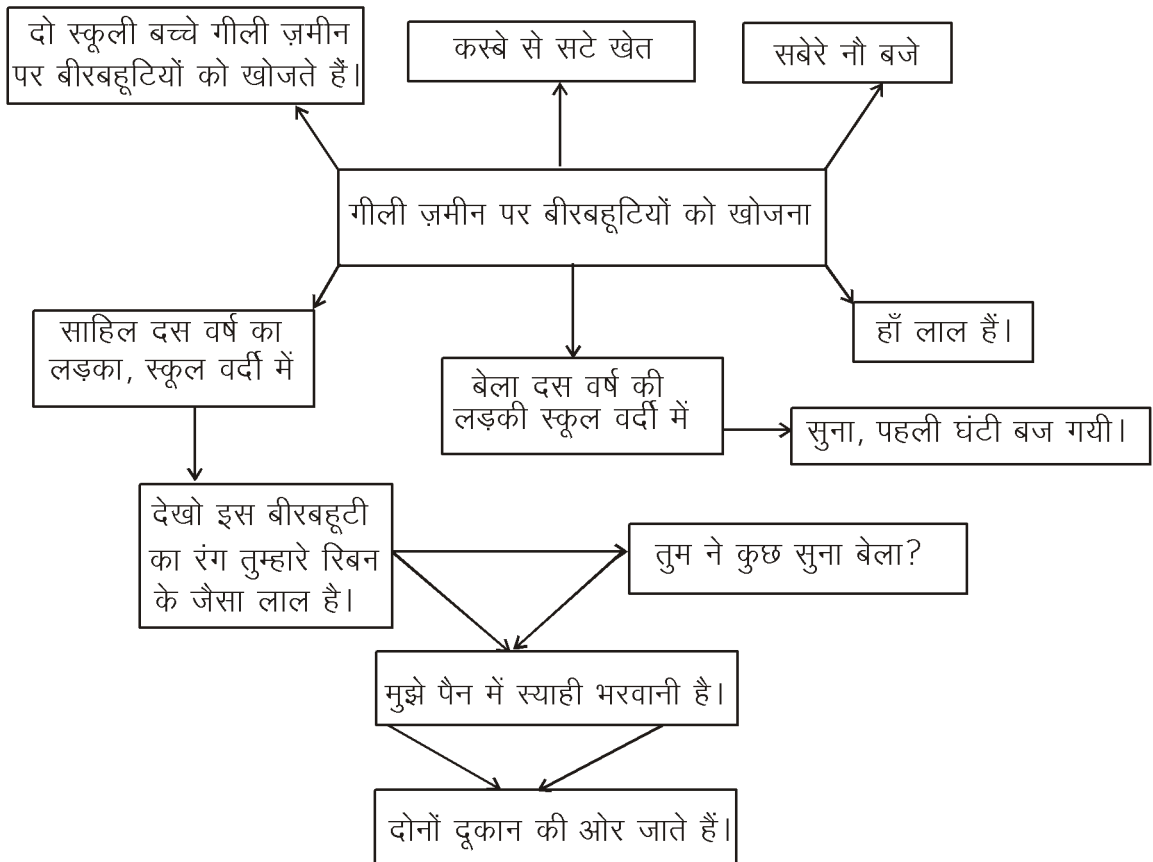 दो स्कूली बच्चे गीली ज़मीन
पर बीरबहूटियों को खोजते हैं।
कस्बे से सटे खेत
सबेरे नौ बजे
गीली ज़मीन पर बीरबहूटियों को खोजना
साहिल दस वर्ष का
लड़का, स्कूल वर्दी में
बेला दस वर्ष की
लड़की स्कूल वर्दी में
हाँ लाल हैं।
सुना, पहली घंटी बज गयी।
देखो इस बीरबहूटी
का रंग तुम्हारे रिबन
के जैसा लाल है।
तुम ने कुछ सुना बेला?
मुझे पैन में स्याही भरवानी है।
दोनों दूकान की ओर जाते हैं।